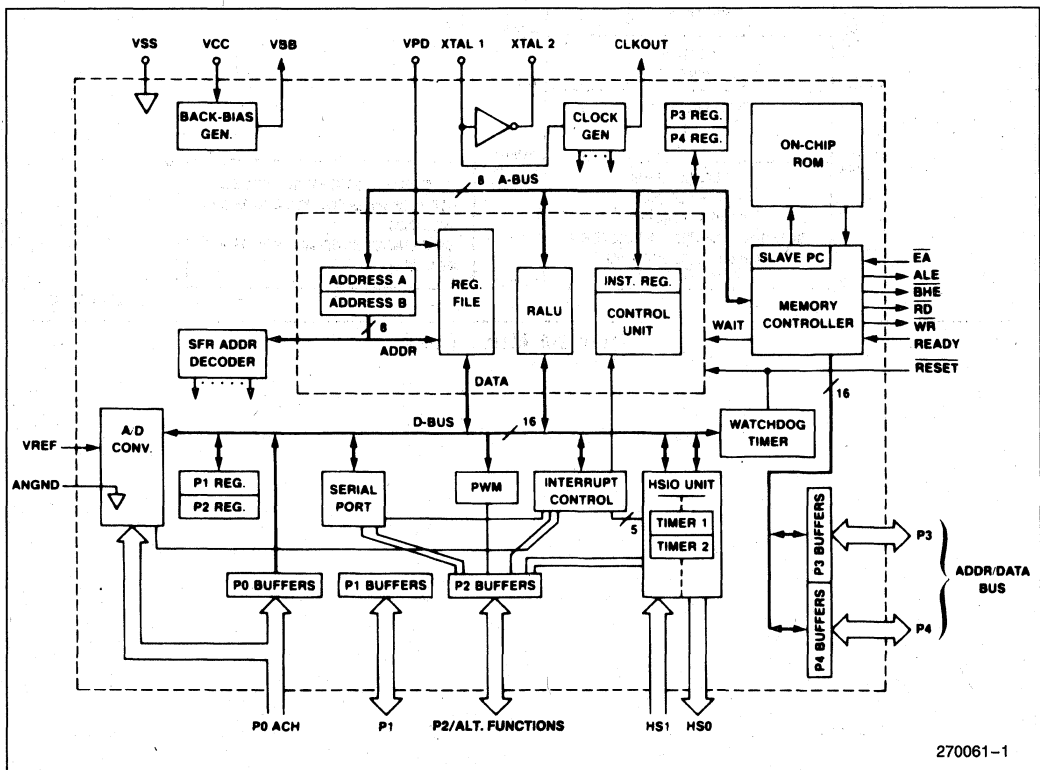 VSS VCC VBB VPD XTAL 1 XTAL 2 CLKOUT
BACK-BIAS
GEN.
CLOCK
GEN
P3 REG.
P4 REG.
ON-CHIP
ROM
8 A-BUS
SLAVE PC
MEMORY
CONTROLLER
EA
ALE
BHE
RD
WR
READY
RESET
WAIT
16
ADDRESS A
ADDRESS B
8
ADDR
REG.
FILE
RALU
INST. REG.
CONTROL
UNIT
SFR ADDR
DECODER
DATA
D-BUS 16
WATCHDOG
TIMER
VREF
ANGND
A/D
CONV.
P1 REG.
P2 REG.
SERIAL
PORT
PWM
INTERRUPT
CONTROL
5
HSIO UNIT
TIMER 1
TIMER 2
P0 BUFFERS
P1 BUFFERS
P2 BUFFERS
P3 BUFFERS
P4 BUFFERS
P3
P4
ADDR/DATA
BUS
P0 ACH P1 P2/ALT. FUNCTIONS HS1 HS0
270061-1